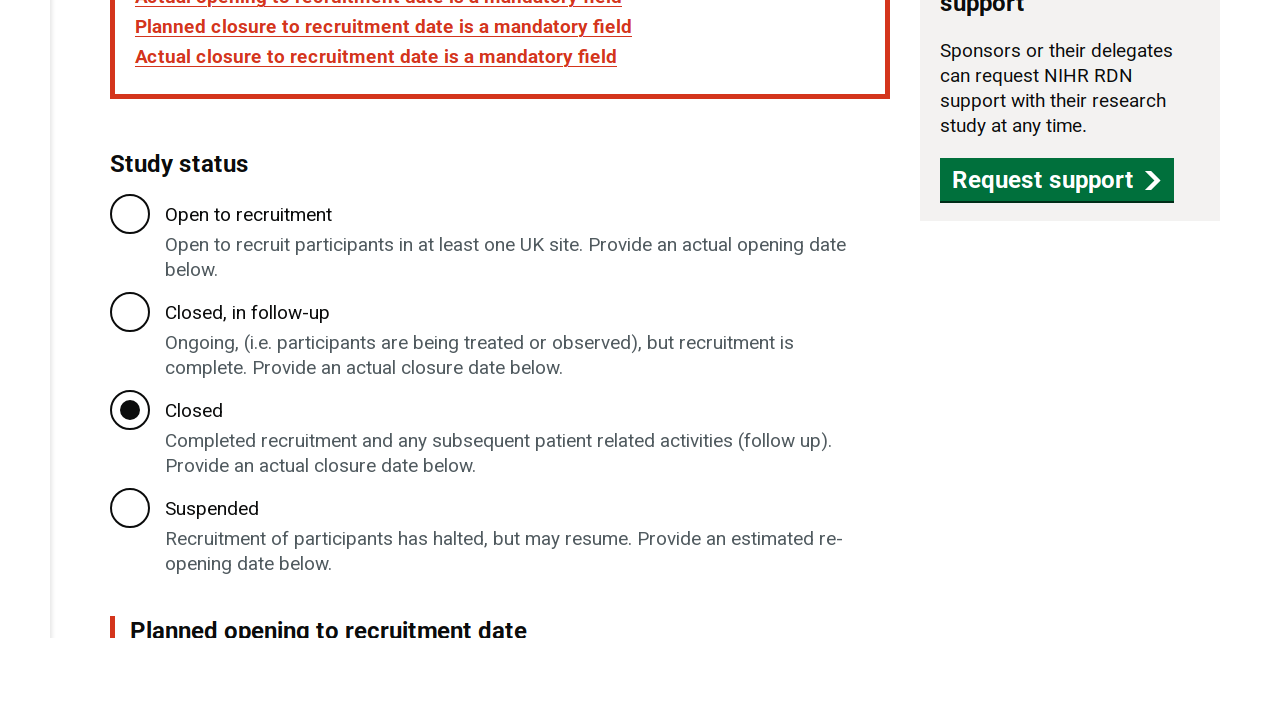 Actual opening to recruitment date is a mandatory field
Planned closure to recruitment date is a mandatory field
Actual closure to recruitment date is a mandatory field
Study status
Open to recruitment
Open to recruit participants in at least one UK site. Provide an actual opening date
below.
Closed, in follow-up
Ongoing, (i.e. participants are being treated or observed), but recruitment is
complete. Provide an actual closure date below.
Closed
Completed recruitment and any subsequent patient related activities (follow up).
Provide an actual closure date below.
Suspended
Recruitment of participants has halted, but may resume. Provide an estimated re-
opening date below.
Planned opening to recruitment date
support
Sponsors or their delegates
can request NIHR RDN
support with their research
study at any time.
Request support